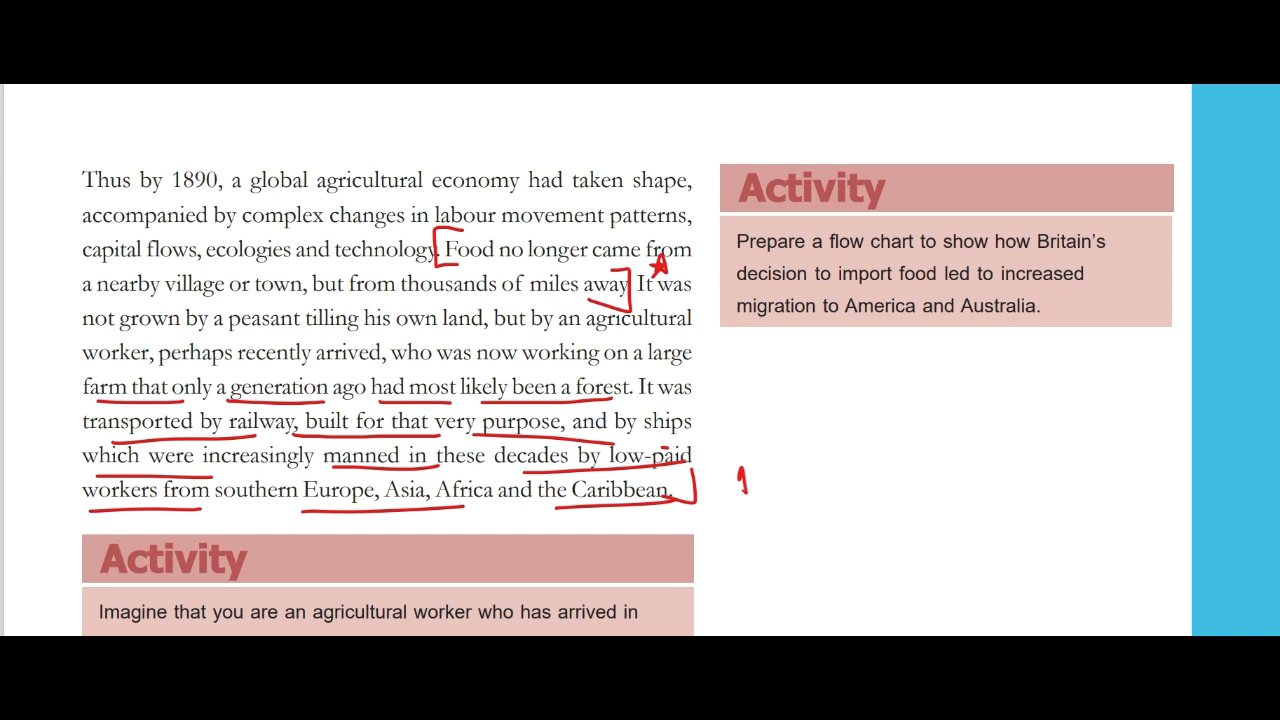 Thus by 1890, a global agricultural economy had taken shape,
accompanied by complex changes in labour movement patterns,
capital flows, ecologies and technology. Food no longer came from
a nearby village or town, but from thousands of miles away. It was
not grown by a peasant tilling his own land, but by an agricultural
worker, perhaps recently arrived, who was now working on a large
farm that only a generation ago had most likely been a forest. It was
transported by railway, built for that very purpose, and by ships
which were increasingly manned in these decades by low-paid
workers from southern Europe, Asia, Africa and the Caribbean.
Activity
Imagine that you are an agricultural worker who has arrived in
Activity
Prepare a flow chart to show how Britain's
decision to import food led to increased
migration to America and Australia.